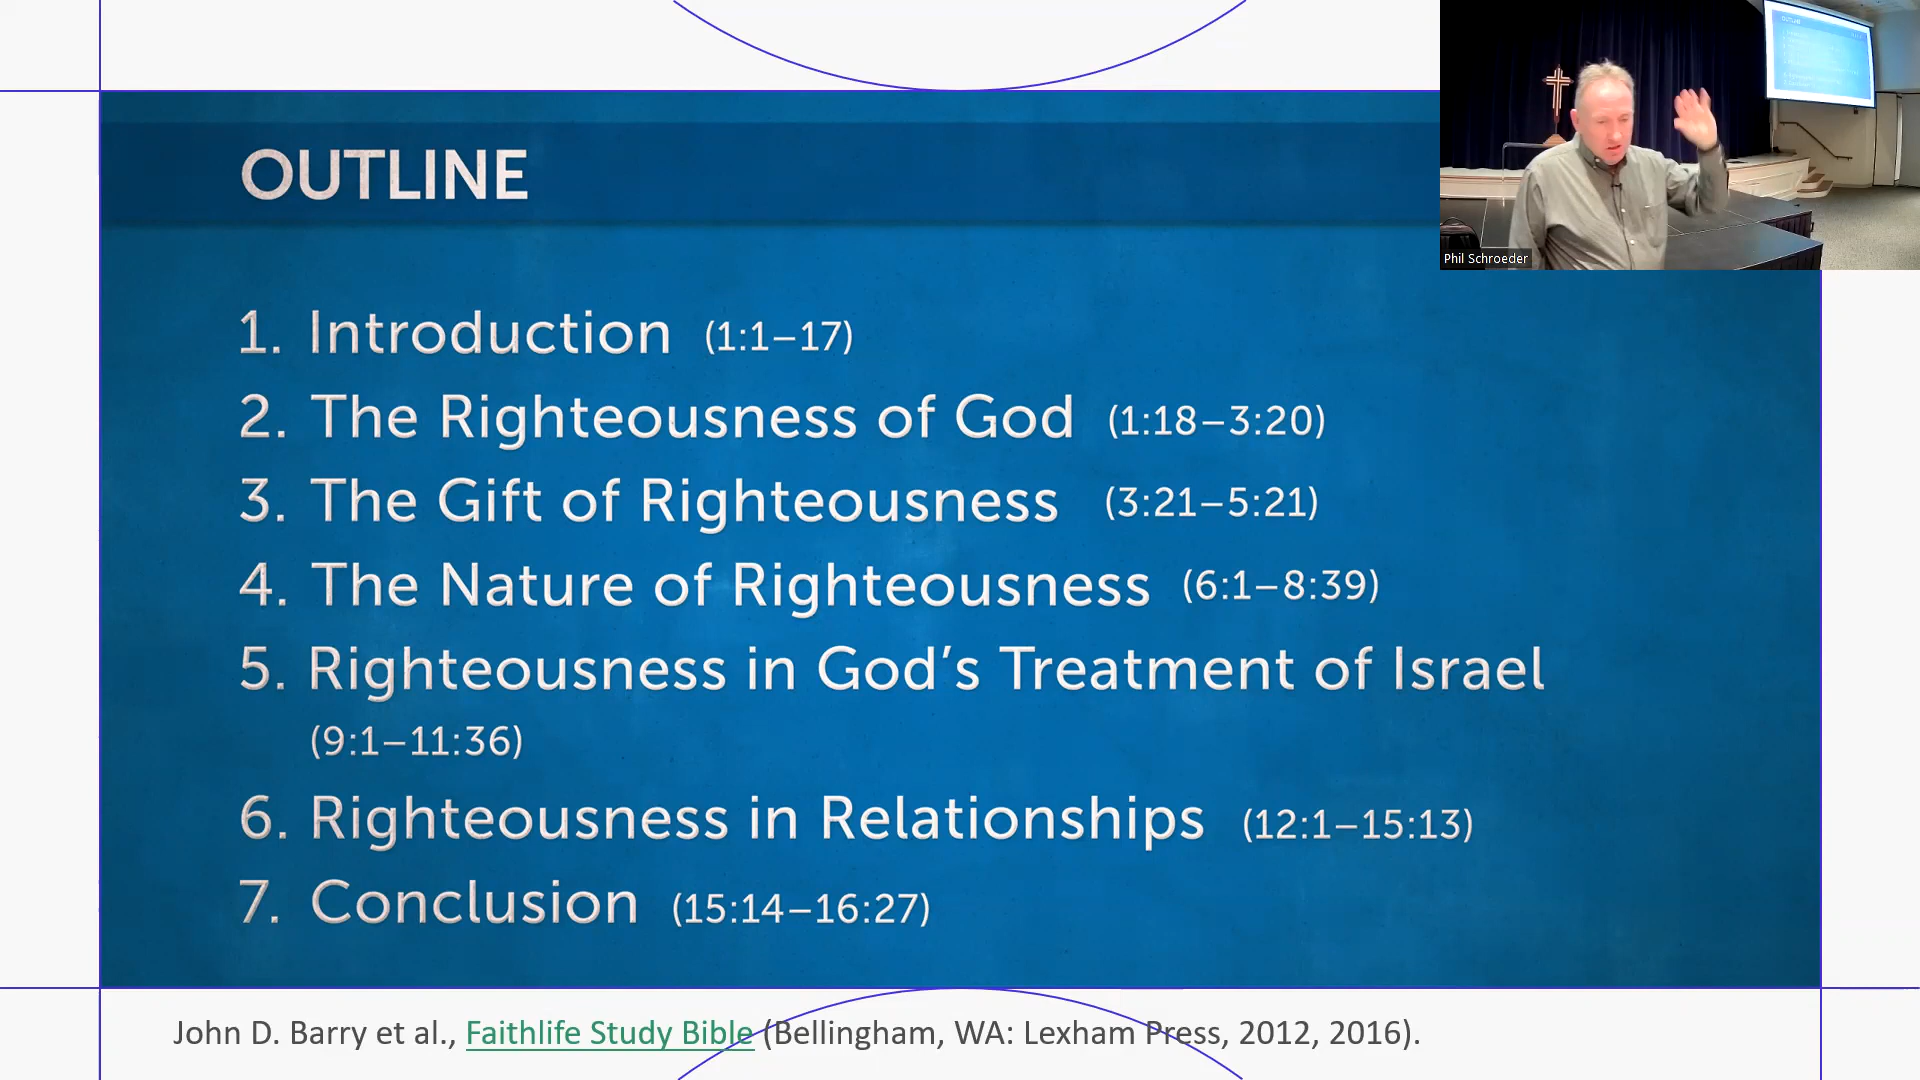 OUTLINE
1. Introduction (1:1–17)
2. The Righteousness of God (1:18–3:20)
3. The Gift of Righteousness (3:21–5:21)
4. The Nature of Righteousness (6:1–8:39)
5. Righteousness in God’s Treatment of Israel
(9:1–11:36)
6. Righteousness in Relationships (12:1–15:13)
7. Conclusion (15:14–16:27)
Phil Schroeder
John D. Barry et al., Faithlife Study Bible (Bellingham, WA: Lexham Press, 2012, 2016).